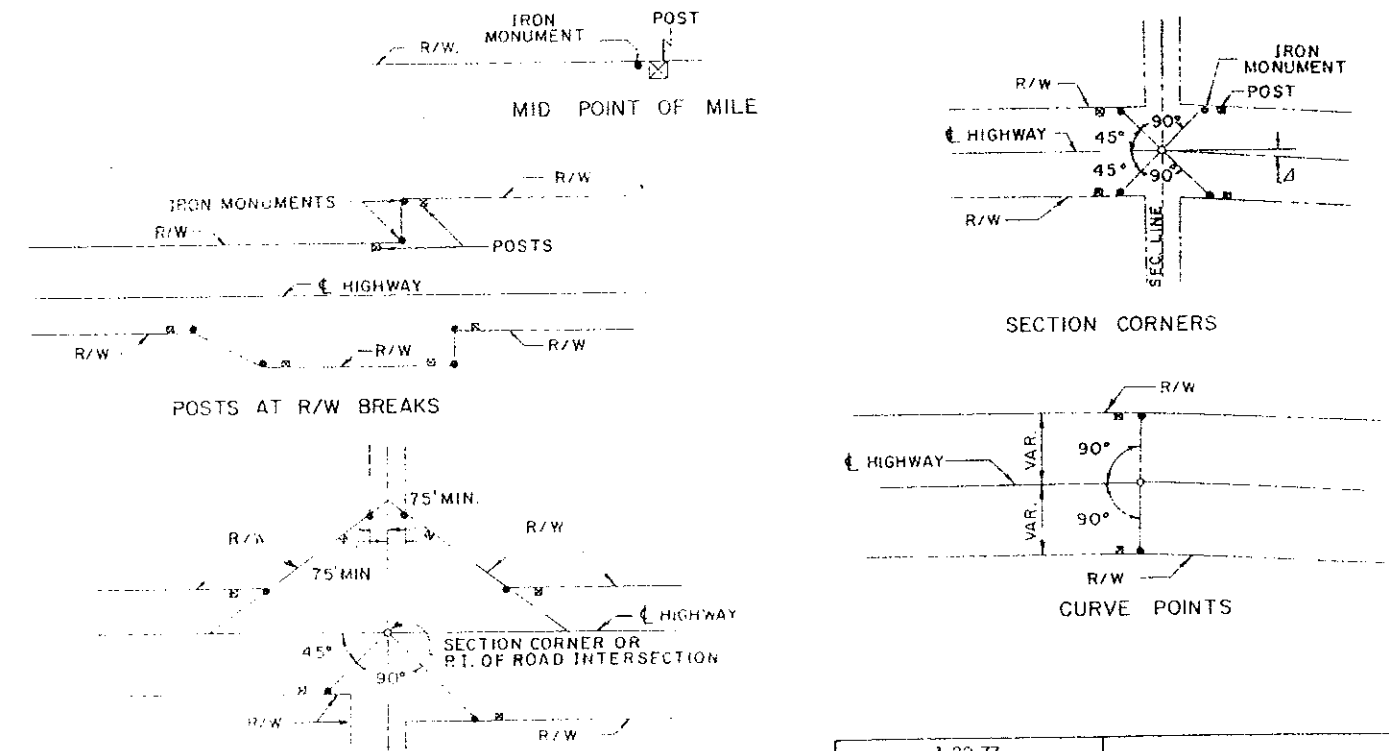 IRON
MONUMENT
POST
R/W.
MID POINT OF MILE
R/W
IRON MONUMENTS
R/W
POSTS
℄ HIGHWAY
R/W
R/W
R/W
POSTS AT R/W BREAKS
75' MIN.
R/W
R/W
75' MIN
℄ HIGHWAY
45°
SECTION CORNER OR
P.I. OF ROAD INTERSECTION
90°
R/W
R/W
IRON
MONUMENT
R/W
POST
90°
℄ HIGHWAY
45°
45°
90°
Δ
R/W
SEC. LINE
SECTION CORNERS
R/W
VAR.
90°
℄ HIGHWAY
VAR.
90°
R/W
CURVE POINTS